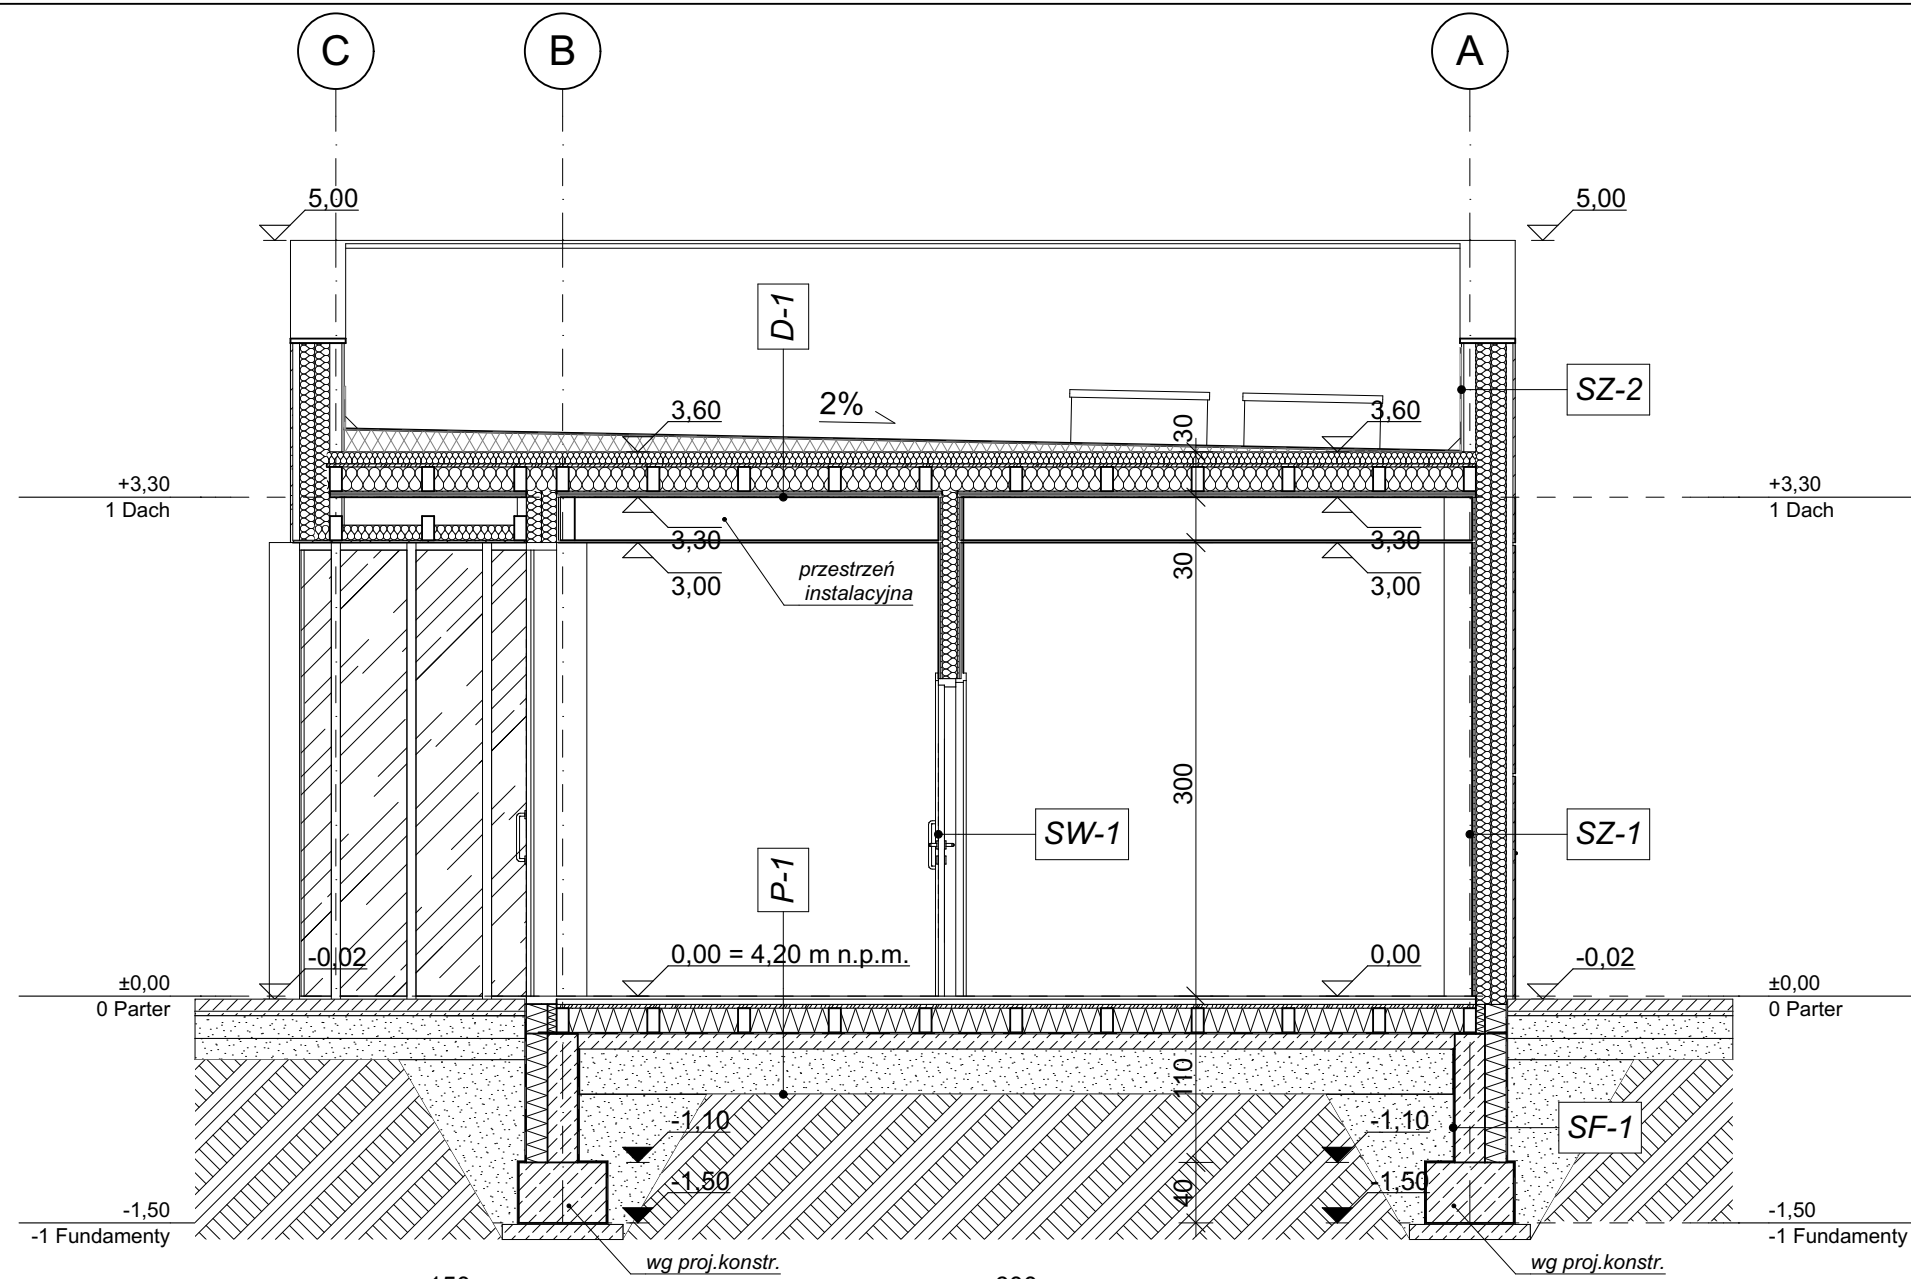 C
B
A
5,00
5,00
D-1
SZ-2
2%
3,60
3,60
30
+3,30
1 Dach
+3,30
1 Dach
3,30
3,30
30
3,00
3,00
przestrzeń
instalacyjna
300
SW-1
SZ-1
P-1
-0,02
0,00 = 4,20 m n.p.m.
0,00
-0,02
±0,00
0 Parter
±0,00
0 Parter
110
-1,10
-1,10
SF-1
-1,50
-1,50
40
-1,50
-1 Fundamenty
-1,50
-1 Fundamenty
wg proj.konstr.
wg proj.konstr.